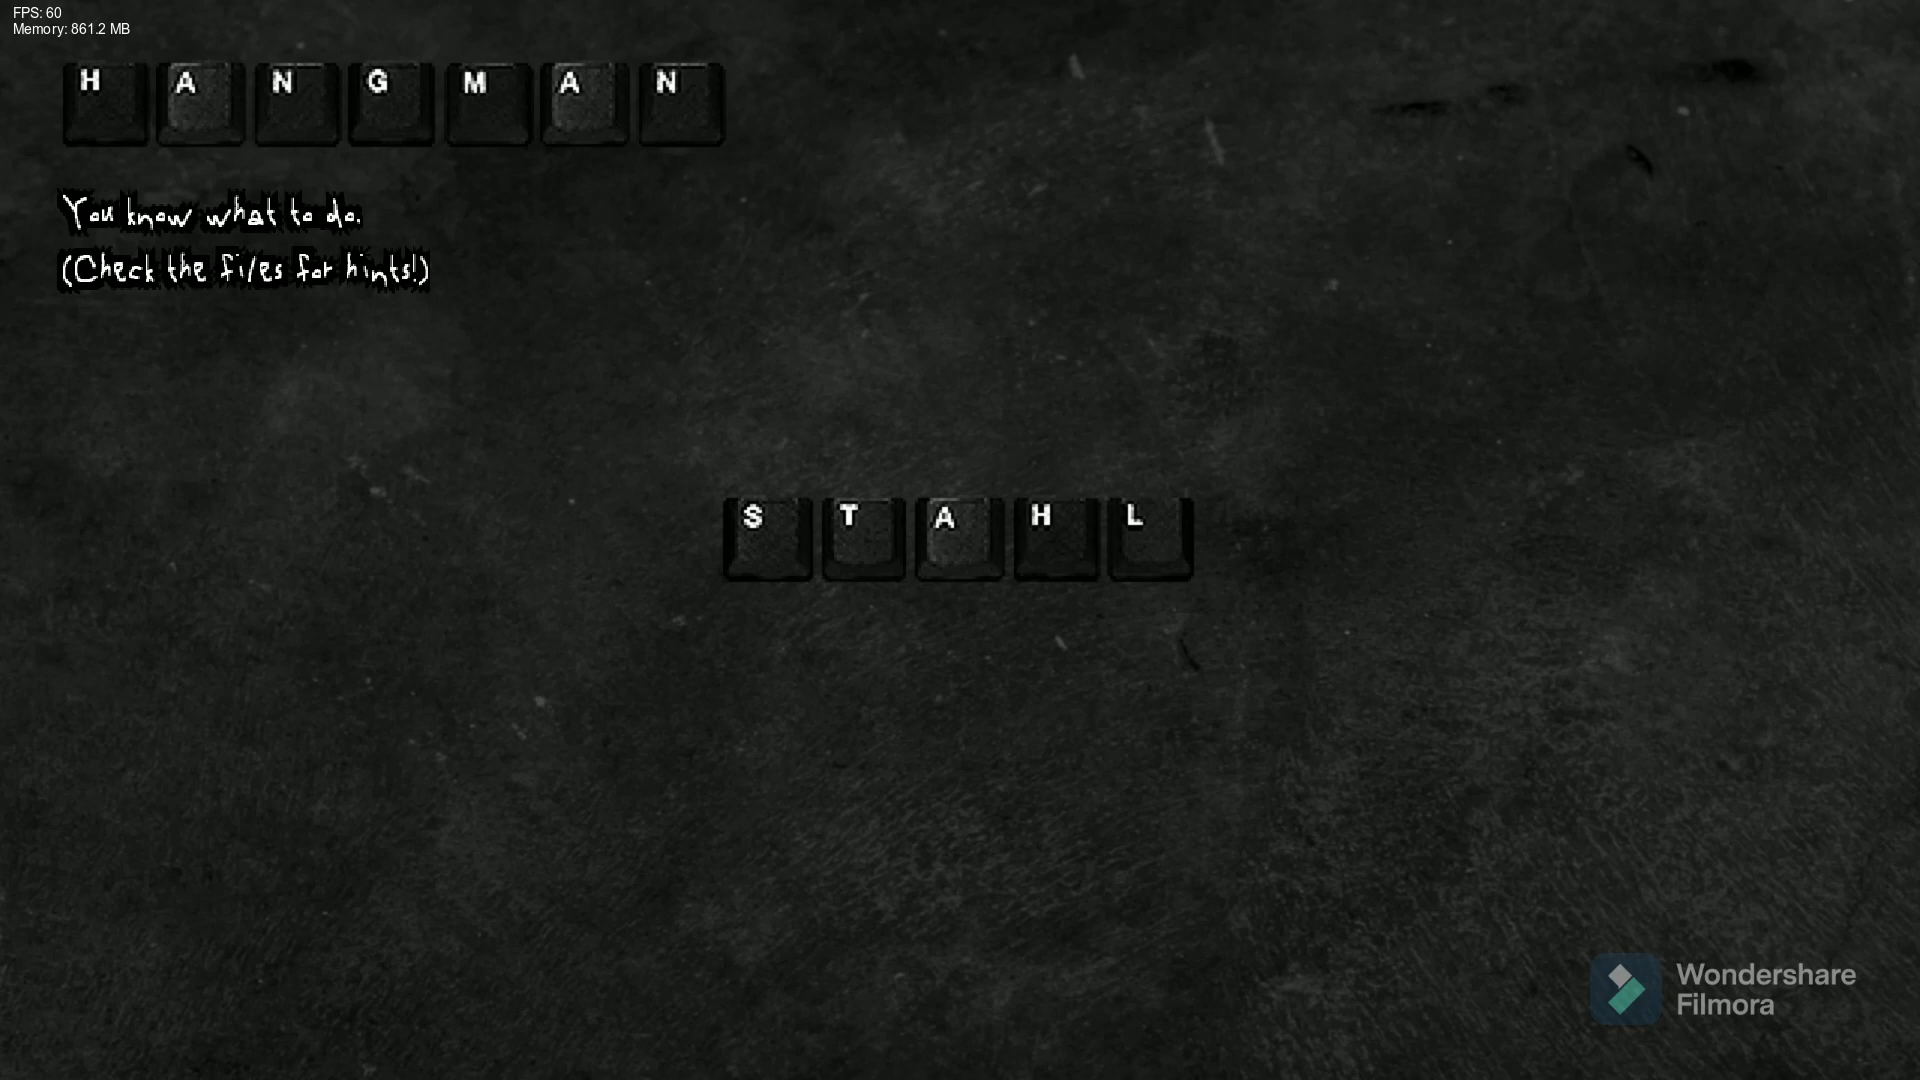 FPS: 60
Memory: 861.2 MB
HANGMAN
You know what to do.
(Check the files for hints!)
STAHL
Wondershare
Filmora